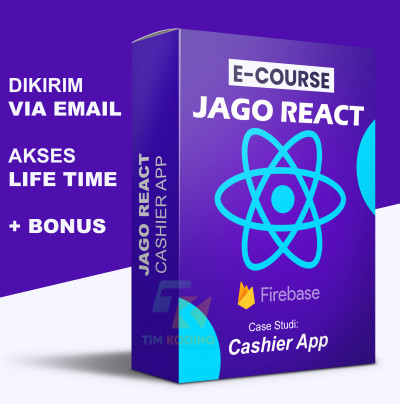 DIKIRIM
VIA EMAIL
AKSES
LIFE TIME
+ BONUS
JAGO REACT
CASHIER APP
E-COURSE
JAGO REACT
Firebase
Case Studi:
Cashier App
TK
TIM KODING